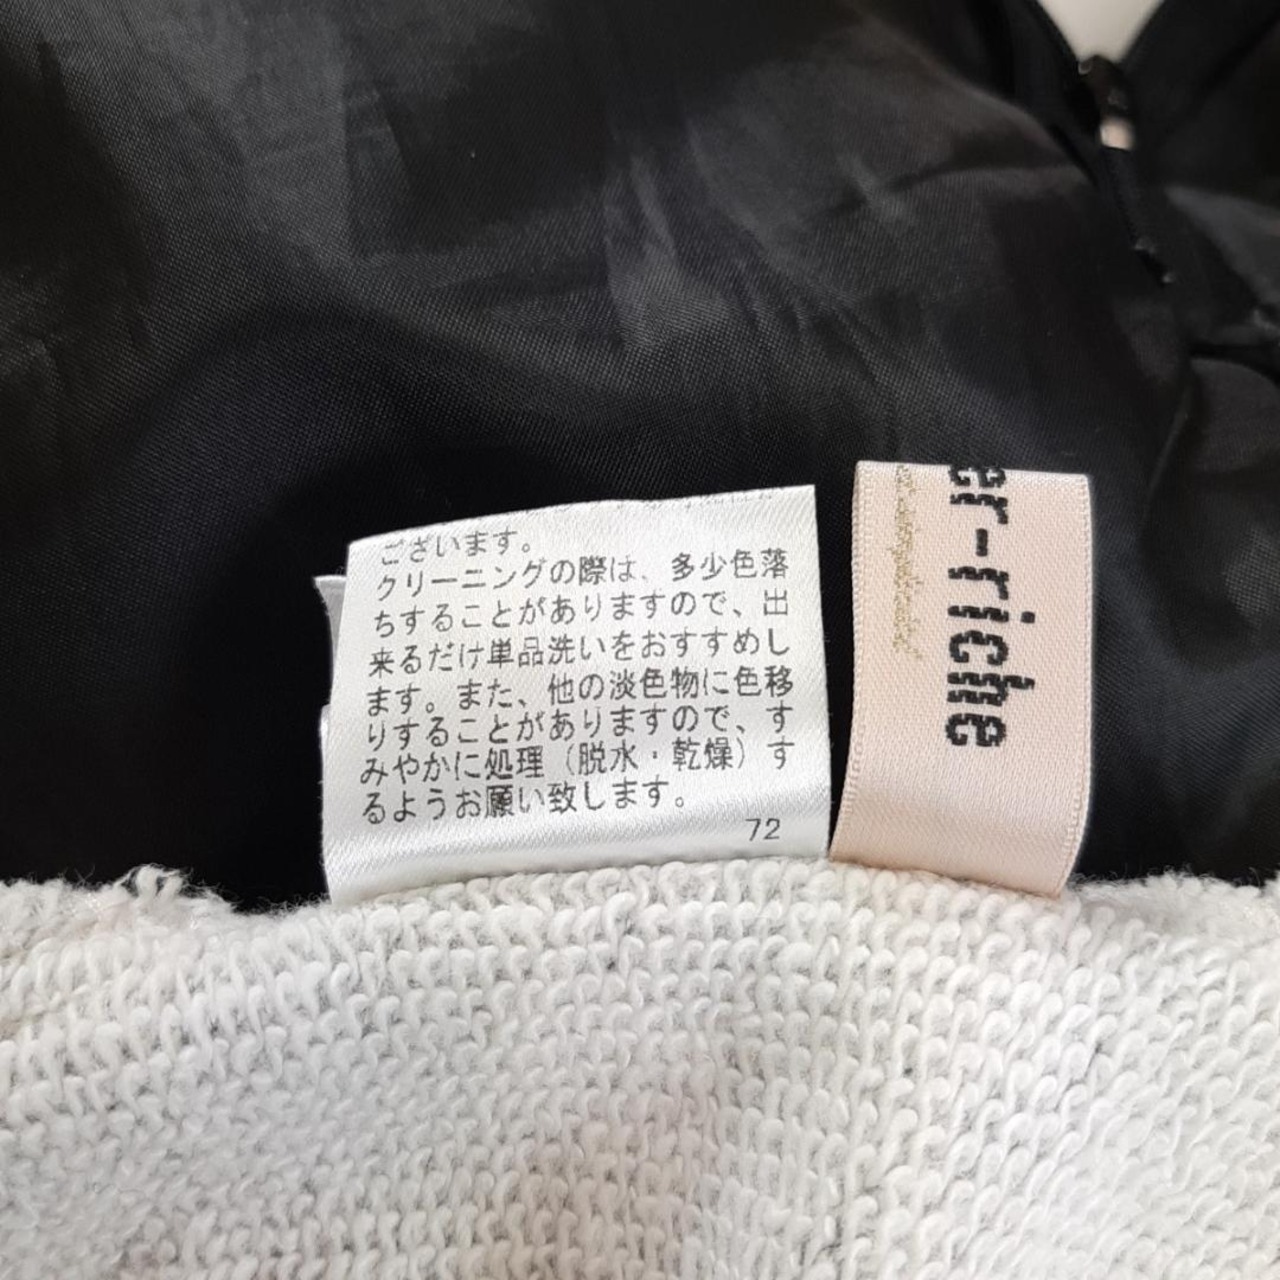 ございます。
クリーニングの際は、多少色落
ちすることがありますので、出
来るだけ単品洗いをおすすめし
ます。また、他の淡色物に色移
りすることがありますので、す
みやかに処理（脱水・乾燥）す
るようお願い致します。
72
er-riche